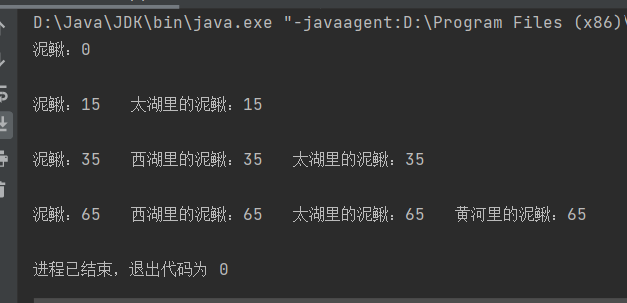 D:\Java\JDK\bin\java.exe "-javaagent:D:\Program Files (x86)\
泥鳅：0
泥鳅：15 太湖里的泥鳅：15
泥鳅：35 西湖里的泥鳅：35 太湖里的泥鳅：35
泥鳅：65 西湖里的泥鳅：65 太湖里的泥鳅：65 黄河里的泥鳅：65
进程已结束，退出代码为 0